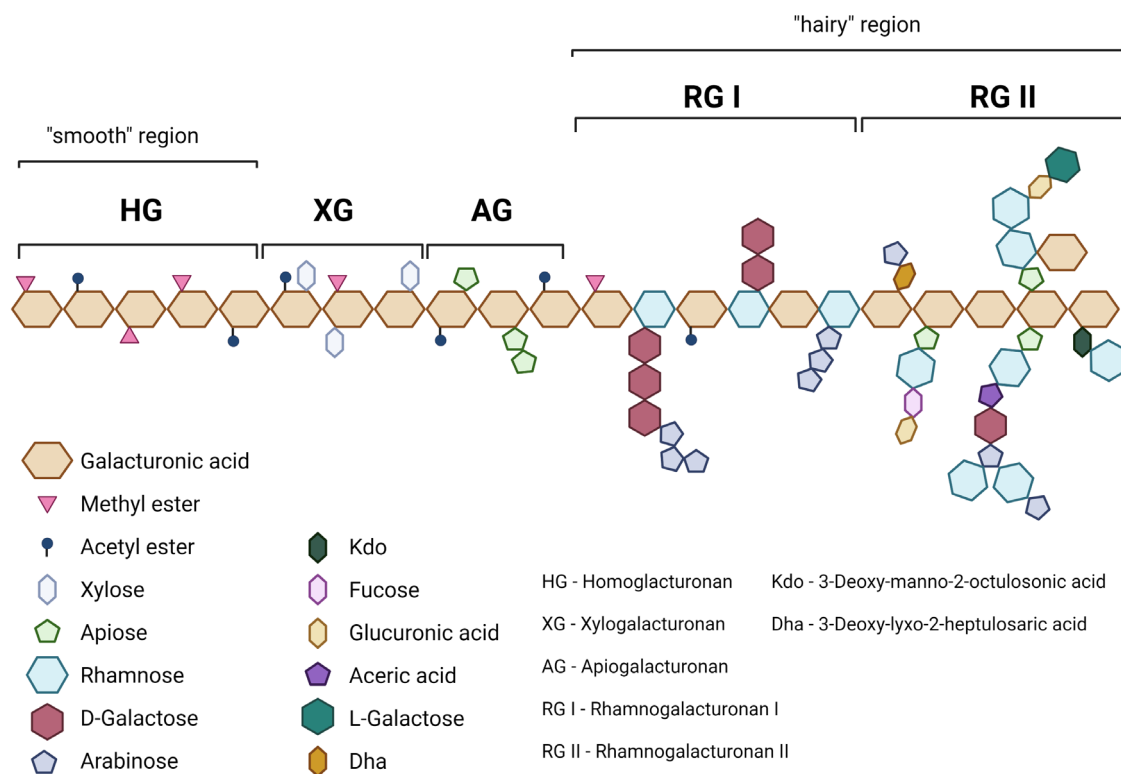 "hairy" region
RG I
RG II
"smooth" region
HG
XG
AG
Galacturonic acid
Methyl ester
Acetyl ester
Xylose
Apiose
Rhamnose
D-Galactose
Arabinose
Kdo
Fucose
Glucuronic acid
Aceric acid
L-Galactose
Dha
HG - Homoglacturonan
XG - Xylogalacturonan
AG - Apiogalacturonan
RG I - Rhamnogalacturonan I
RG II - Rhamnogalacturonan II
Kdo - 3-Deoxy-manno-2-octulosonic acid
Dha - 3-Deoxy-lyxo-2-heptulosaric acid